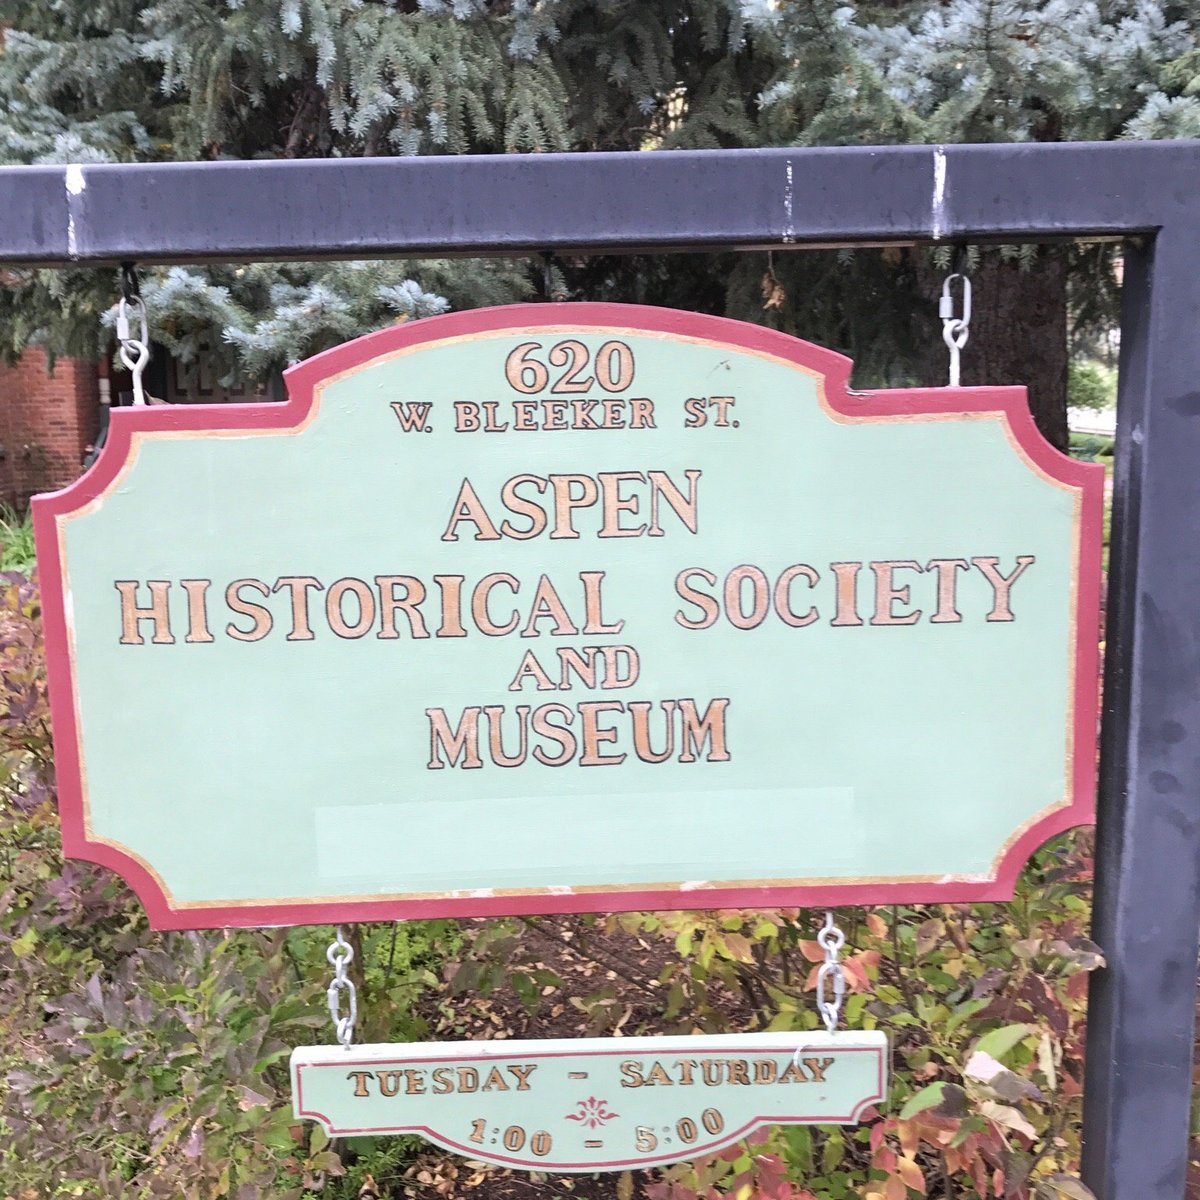 620
W. BLEEKER ST.
ASPEN
HISTORICAL SOCIETY
AND
MUSEUM
TUESDAY - SATURDAY
1:00 - 5:00